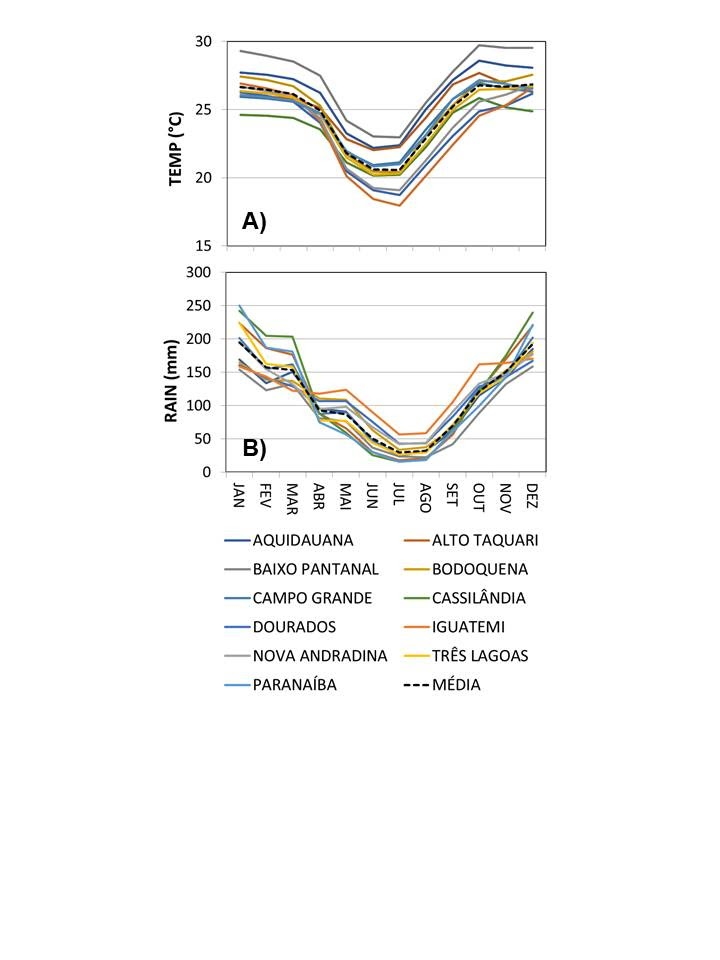 30
25
20
15
TEMP (°C)
A)
300
250
200
150
100
50
0
RAIN (mm)
B)
JAN FEV MAR ABR MAI JUN JUL AGO SET OUT NOV DEZ
AQUIDAUANA ALTO TAQUARI
BAIXO PANTANAL BODOQUENA
CAMPO GRANDE CASSILÂNDIA
DOURADOS IGUATEMI
NOVA ANDRADINA TRÊS LAGOAS
PARANAÍBA MÉDIA